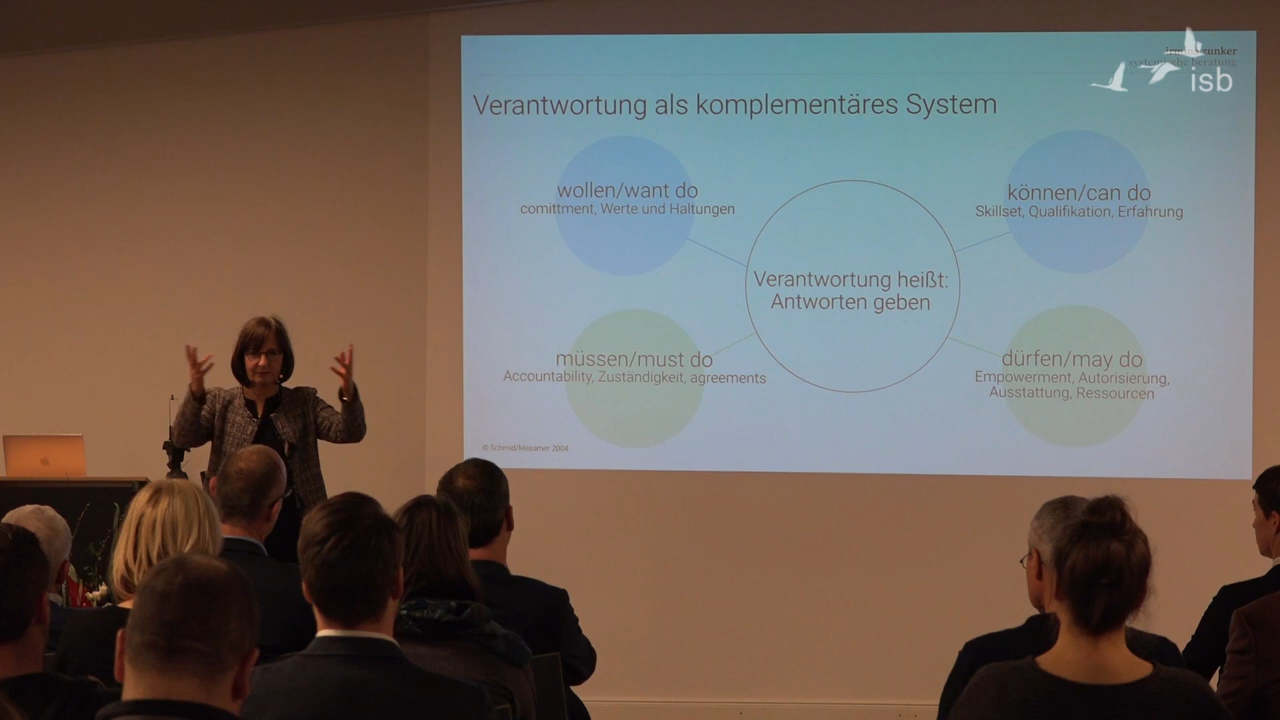 isb
Verantwortung als komplementäres System
wollen/want do
comittment, Werte und Haltungen
können/can do
Skillset, Qualifikation, Erfahrung
Verantwortung heißt:
Antworten geben
müssen/must do
Accountability, Zuständigkeit, agreements
dürfen/may do
Empowerment, Autorisierung,
Ausstattung, Ressourcen
© Schmid/Messmer 2004